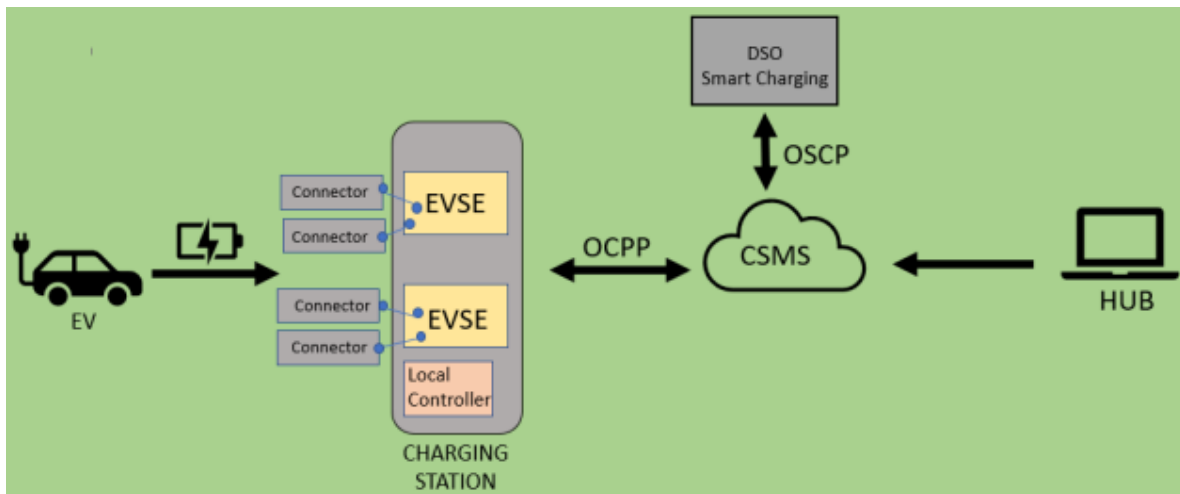 DSO
Smart Charging
OSCP
Connector
EVSE
Connector
OCPP
CSMS
HUB
EV
Connector
EVSE
Connector
Local
Controller
CHARGING
STATION